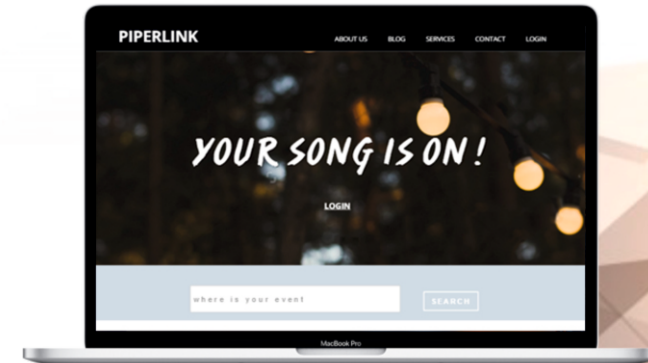 PIPERLINK ABOUT US BLOG SERVICES CONTACT LOGIN
YOUR SONG IS ON !
LOGIN
where is your event SEARCH
MacBook Pro